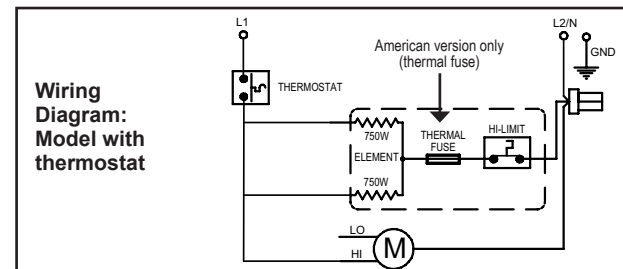 L1
L2/N
GND
American version only
(thermal fuse)
THERMOSTAT
Wiring
Diagram:
Model with
thermostat
750W
THERMAL
FUSE
HI-LIMIT
ELEMENT
750W
LO
HI
M